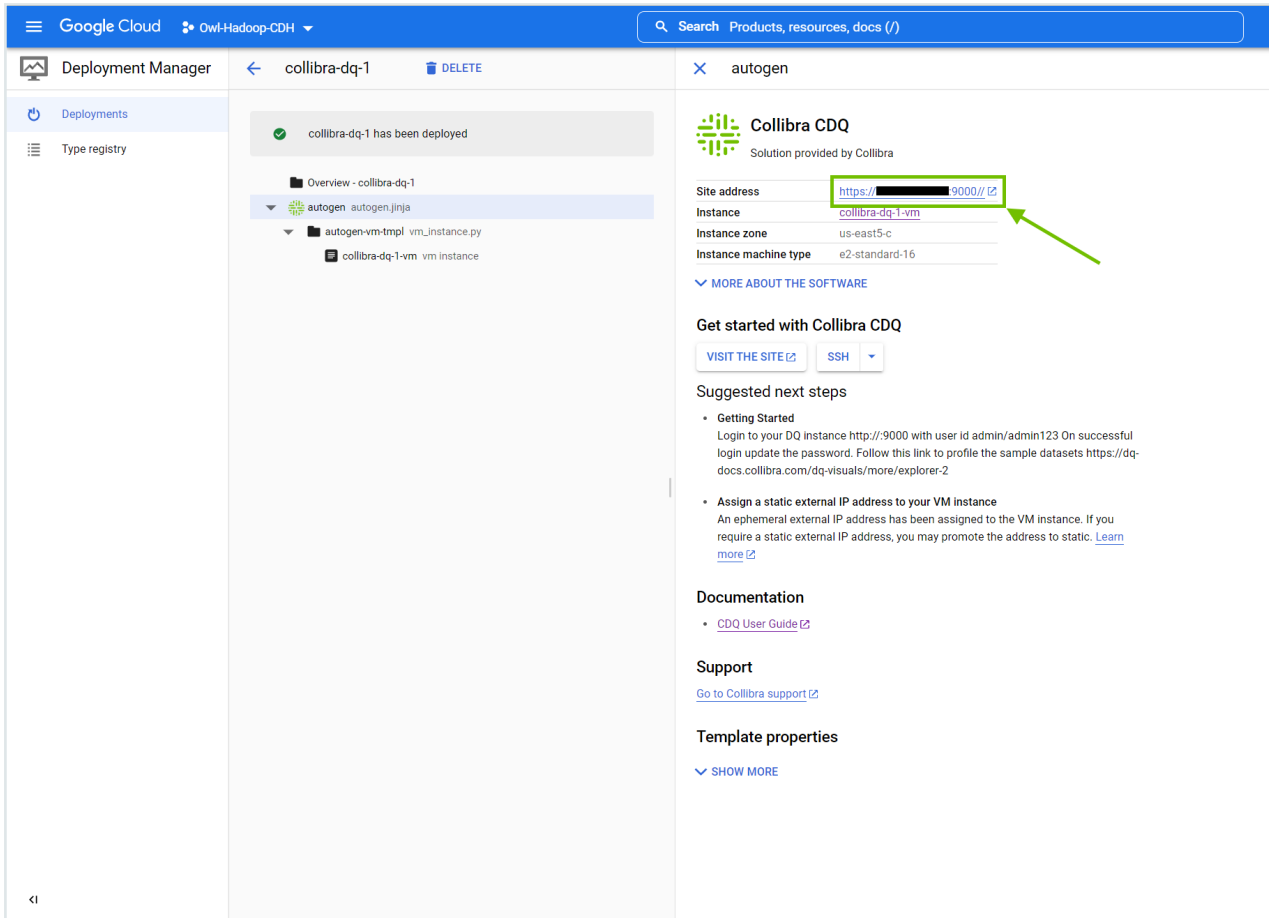 Google Cloud
Owl-Hadoop-CDH
Search Products, resources, docs (/)
Deployment Manager
collibra-dq-1
DELETE
autogen
Deployments
Type registry
collibra-dq-1 has been deployed
Overview - collibra-dq-1
autogen autogen.jinja
autogen-vm-tmpl vm_instance.py
collibra-dq-1-vm vm instance
Collibra CDQ
Solution provided by Collibra
Site address https:// :9000//
Instance collibra-dq-1-vm
Instance zone us-east5-c
Instance machine type e2-standard-16
MORE ABOUT THE SOFTWARE
Get started with Collibra CDQ
VISIT THE SITE SSH
Suggested next steps
• Getting Started
Login to your DQ instance http://:9000 with user id admin/admin123 On successful
login update the password. Follow this link to profile the sample datasets https://dq-
docs.collibra.com/dq-visuals/more/explorer-2
• Assign a static external IP address to your VM instance
An ephemeral external IP address has been assigned to the VM instance. If you
require a static external IP address, you may promote the address to static. Learn
more
Documentation
• CDQ User Guide
Support
Go to Collibra support
Template properties
SHOW MORE